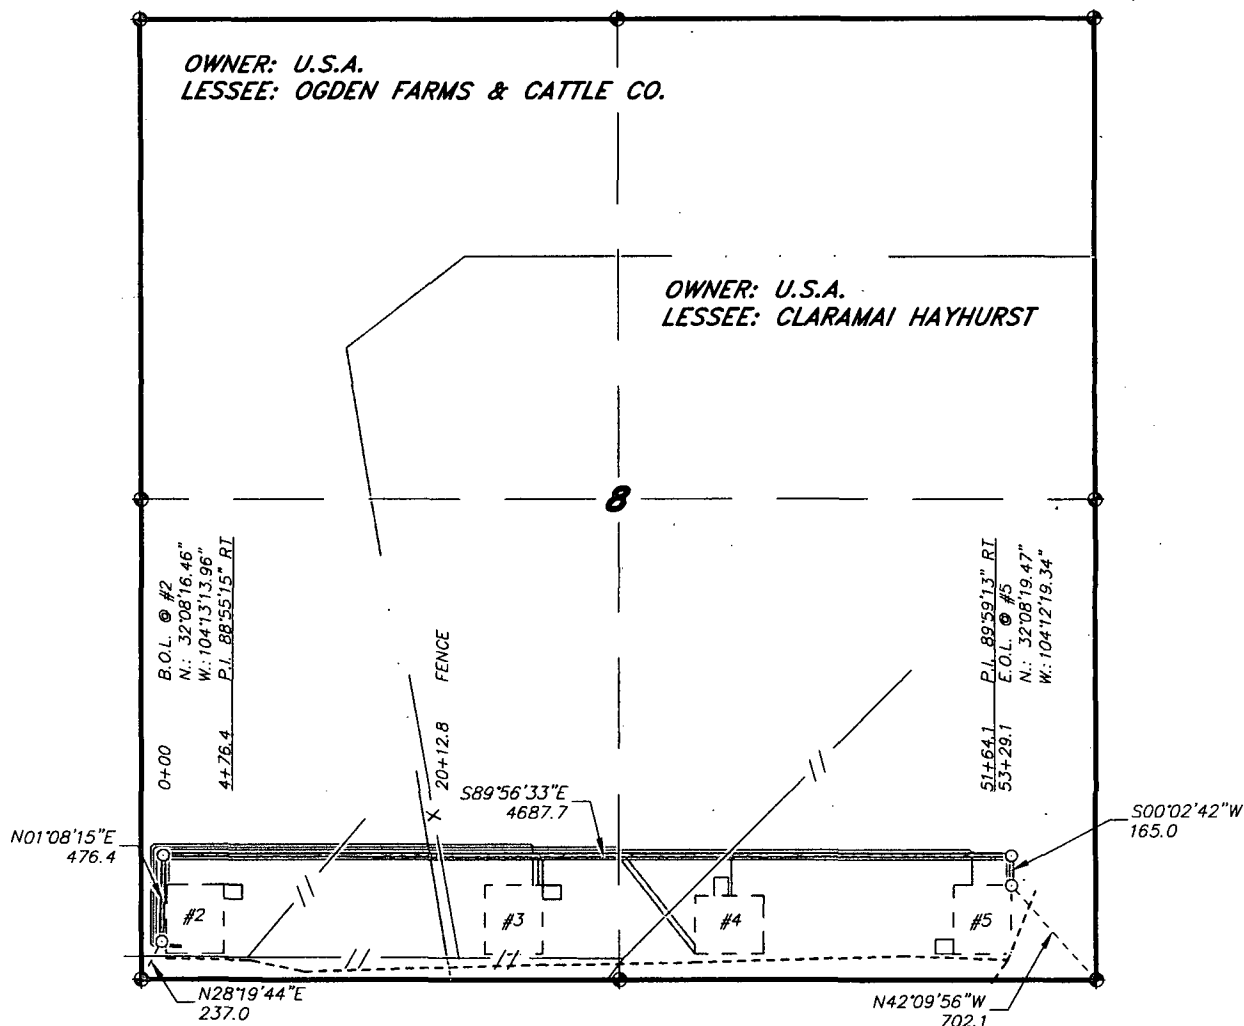 OWNER: U.S.A.
LESSEE: OGDEN FARMS & CATTLE CO.
OWNER: U.S.A.
LESSEE: CLARAMAI HAYHURST
8
0+00 B.O.L. @ #2
N.: 32°08'16.46"
W.: 104°13'13.96"
4+76.4 P.I. 88°55'15" RT
20+12.8 FENCE
51+64.1 P.I. 89°59'13" RT
53+29.1 E.O.L. @ #5
N.: 32°08'19.47"
W.: 104°12'19.34"
S89°56'33"E
4687.7
N01°08'15"E
476.4
S00°02'42"W
165.0
#2
#3
#4
#5
N28°19'44"E
237.0
N42°09'56"W
702.1